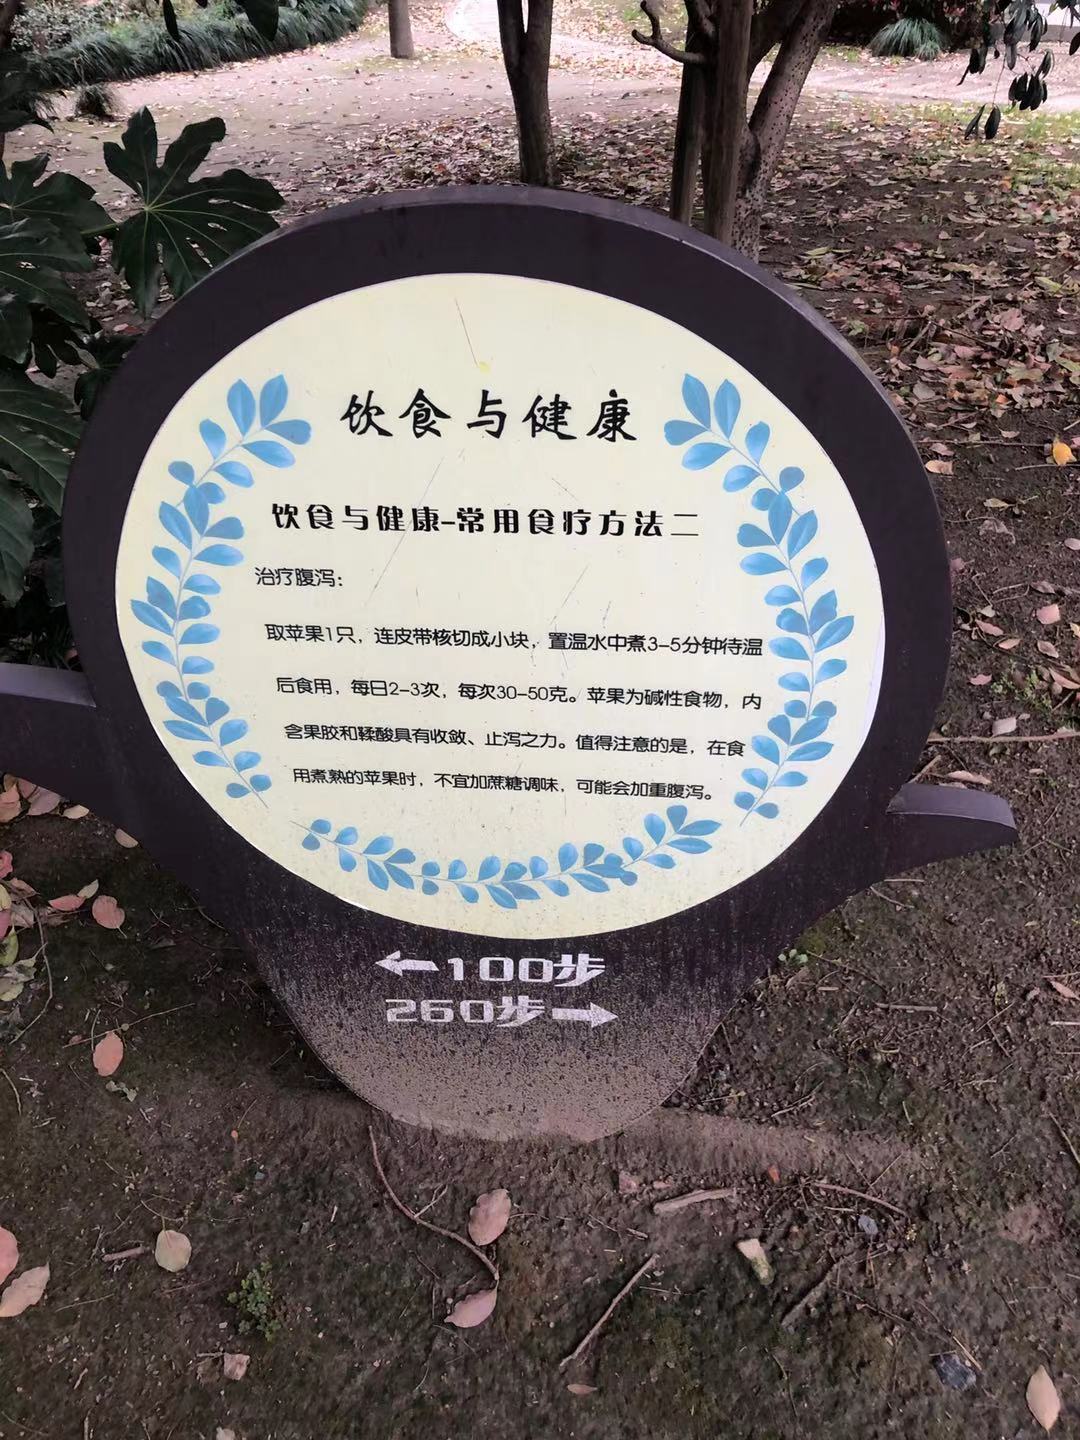 饮食与健康
饮食与健康-常用食疗方法二
治疗腹泻：
取苹果1只，连皮带核切成小块，置温水中煮3-5分钟待温
后食用，每日2-3次，每次30-50克。苹果为碱性食物，内
含果胶和鞣酸具有收敛、止泻之力。值得注意的是，在食
用煮熟的苹果时，不宜加蔗糖调味，可能会加重腹泻。
←100步
260步→